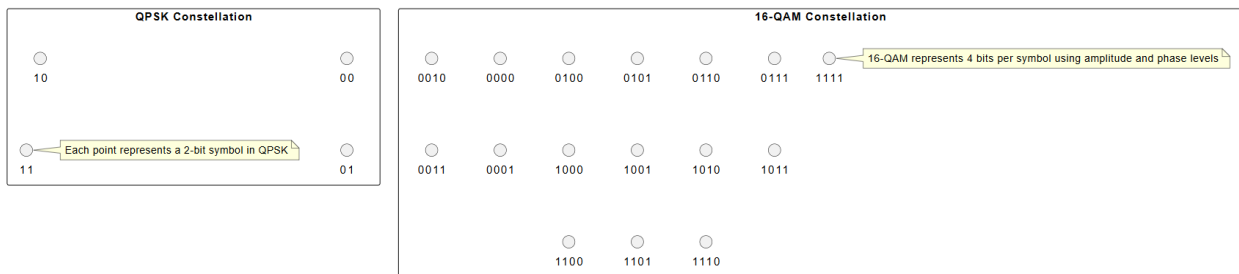 QPSK Constellation
10
00
Each point represents a 2-bit symbol in QPSK
11
01
16-QAM Constellation
16-QAM represents 4 bits per symbol using amplitude and phase levels
0010 0000 0100 0101 0110 0111 1111
0011 0001 1000 1001 1010 1011
1100 1101 1110